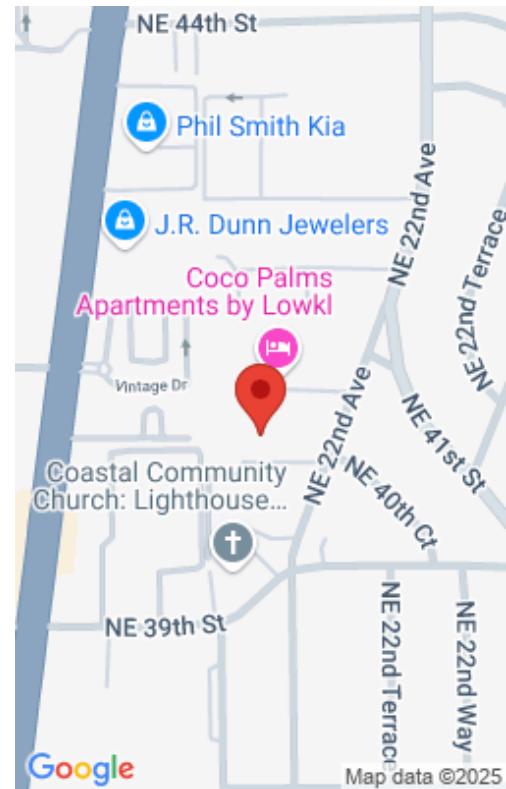 NE 44th St
Phil Smith Kia
J.R. Dunn Jewelers
NE 22nd Ave
NE 22nd Terrace
Coco Palms
Apartments by Lowkl
Vintage Dr
NE 22nd Ave
NE 41st St
NE 40th Ct
Coastal Community
Church: Lighthouse...
NE 39th St
NE 22nd Terrace
NE 22nd Way
Google
Map data ©2025